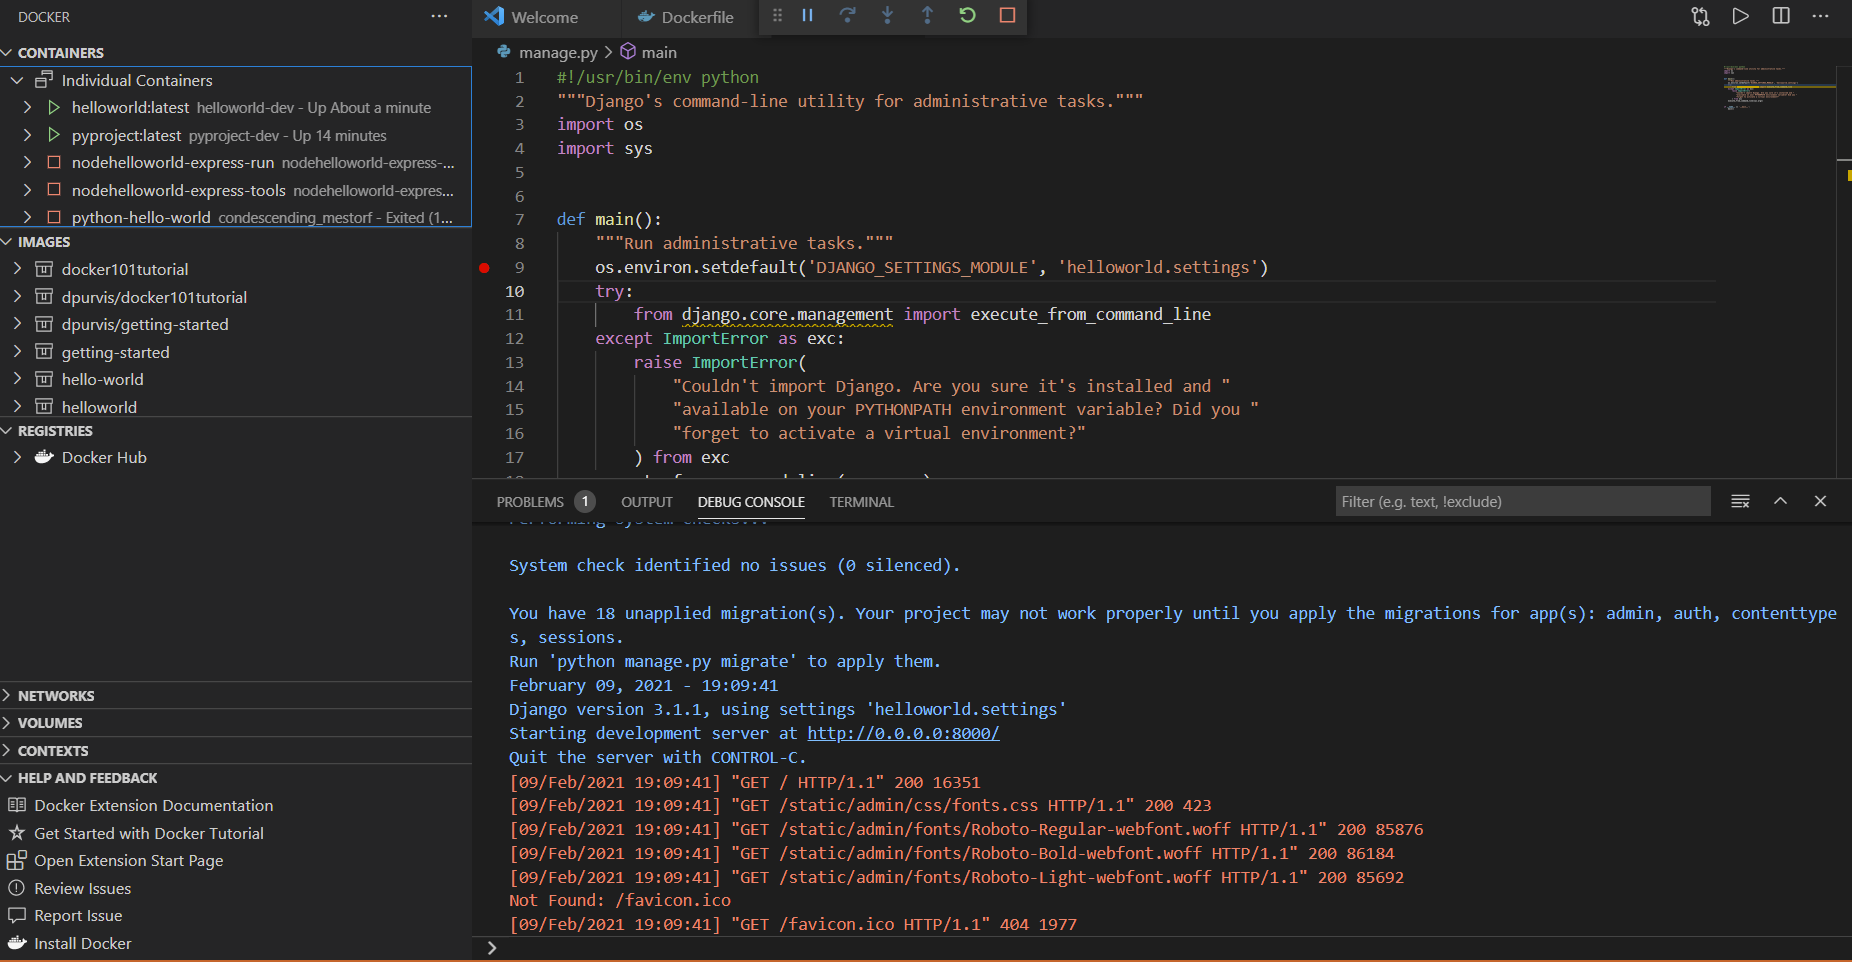 DOCKER
CONTAINERS
Individual Containers
helloworld:latest helloworld-dev - Up About a minute
pyproject:latest pyproject-dev - Up 14 minutes
nodehelloworld-express-run nodehelloworld-express-...
nodehelloworld-express-tools nodehelloworld-expres...
python-hello-world condescending_mestorf - Exited (1...
IMAGES
docker101tutorial
dpurvis/docker101tutorial
dpurvis/getting-started
getting-started
hello-world
helloworld
REGISTRIES
Docker Hub
NETWORKS
VOLUMES
CONTEXTS
HELP AND FEEDBACK
Docker Extension Documentation
Get Started with Docker Tutorial
Open Extension Start Page
Review Issues
Report Issue
Install Docker
Welcome Dockerfile
manage.py > main
1 #!/usr/bin/env python
2 """Django's command-line utility for administrative tasks."""
3 import os
4 import sys
5
6
7 def main():
8 """Run administrative tasks."""
9 os.environ.setdefault('DJANGO_SETTINGS_MODULE', 'helloworld.settings')
10 try:
11 from django.core.management import execute_from_command_line
12 except ImportError as exc:
13 raise ImportError(
14 "Couldn't import Django. Are you sure it's installed and "
15 "available on your PYTHONPATH environment variable? Did you "
16 "forget to activate a virtual environment?"
17 ) from exc
PROBLEMS 1 OUTPUT DEBUG CONSOLE TERMINAL Filter (e.g. text, !exclude)
Performing system checks...
System check identified no issues (0 silenced).
You have 18 unapplied migration(s). Your project may not work properly until you apply the migrations for app(s): admin, auth, contenttype
s, sessions.
Run 'python manage.py migrate' to apply them.
February 09, 2021 - 19:09:41
Django version 3.1.1, using settings 'helloworld.settings'
Starting development server at http://0.0.0.0:8000/
Quit the server with CONTROL-C.
[09/Feb/2021 19:09:41] "GET / HTTP/1.1" 200 16351
[09/Feb/2021 19:09:41] "GET /static/admin/css/fonts.css HTTP/1.1" 200 423
[09/Feb/2021 19:09:41] "GET /static/admin/fonts/Roboto-Regular-webfont.woff HTTP/1.1" 200 85876
[09/Feb/2021 19:09:41] "GET /static/admin/fonts/Roboto-Bold-webfont.woff HTTP/1.1" 200 86184
[09/Feb/2021 19:09:41] "GET /static/admin/fonts/Roboto-Light-webfont.woff HTTP/1.1" 200 85692
Not Found: /favicon.ico
[09/Feb/2021 19:09:41] "GET /favicon.ico HTTP/1.1" 404 1977